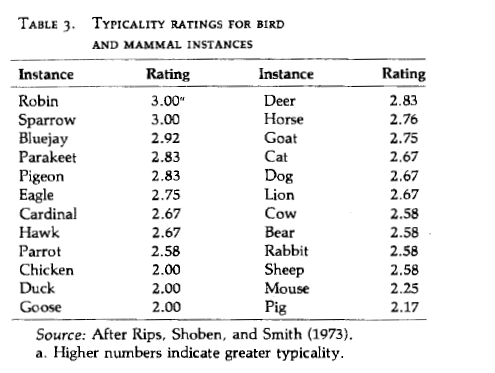 TABLE 3. TYPICALITY RATINGS FOR BIRD
AND MAMMAL INSTANCES
Instance Rating Instance Rating
Robin 3.00a Deer 2.83
Sparrow 3.00 Horse 2.76
Bluejay 2.92 Goat 2.75
Parakeet 2.83 Cat 2.67
Pigeon 2.83 Dog 2.67
Eagle 2.75 Lion 2.67
Cardinal 2.67 Cow 2.58
Hawk 2.67 Bear 2.58
Parrot 2.58 Rabbit 2.58
Chicken 2.00 Sheep 2.58
Duck 2.00 Mouse 2.25
Goose 2.00 Pig 2.17
Source: After Rips, Shoben, and Smith (1973).
a. Higher numbers indicate greater typicality.